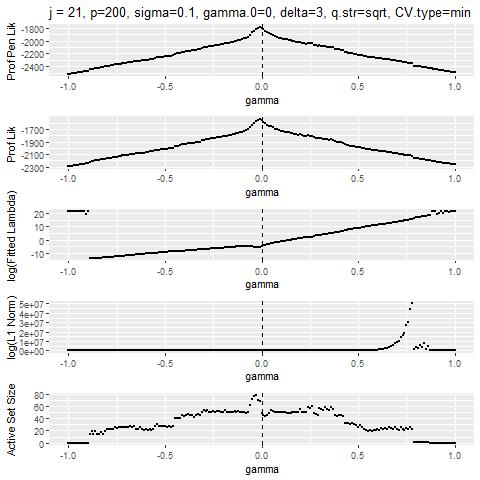 j = 21, p=200, sigma=0.1, gamma.0=0, delta=3, q.str=sqrt, CV.type=min
Prof Pen Lik
-1800
-2000
-2200
-2400
-1.0 -0.5 0.0 0.5 1.0
gamma
Prof Lik
-1700
-1900
-2100
-2300
-1.0 -0.5 0.0 0.5 1.0
gamma
log(Fitted Lambda)
20
10
0
-10
-1.0 -0.5 0.0 0.5 1.0
gamma
log(L1 Norm)
5e+07
4e+07
3e+07
2e+07
1e+07
0e+00
-1.0 -0.5 0.0 0.5 1.0
gamma
Active Set Size
80
60
40
20
0
-1.0 -0.5 0.0 0.5 1.0
gamma